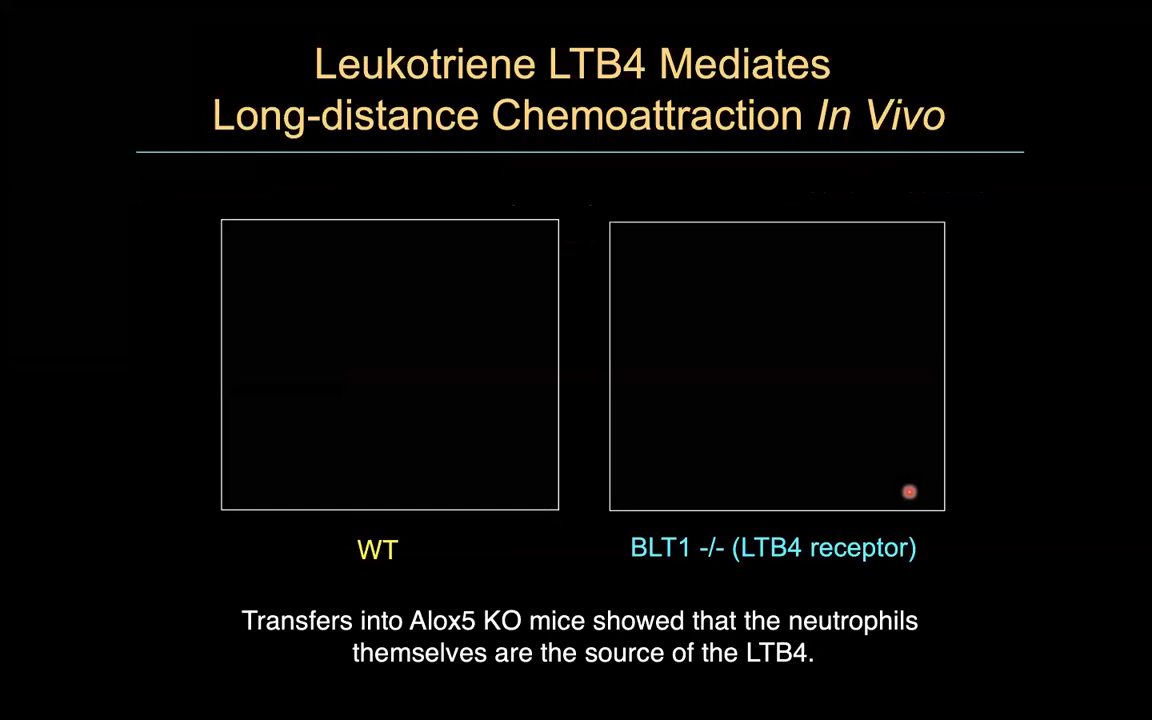 Leukotriene LTB4 Mediates
Long-distance Chemoattraction In Vivo
WT
BLT1 -/- (LTB4 receptor)
Transfers into Alox5 KO mice showed that the neutrophils
themselves are the source of the LTB4.